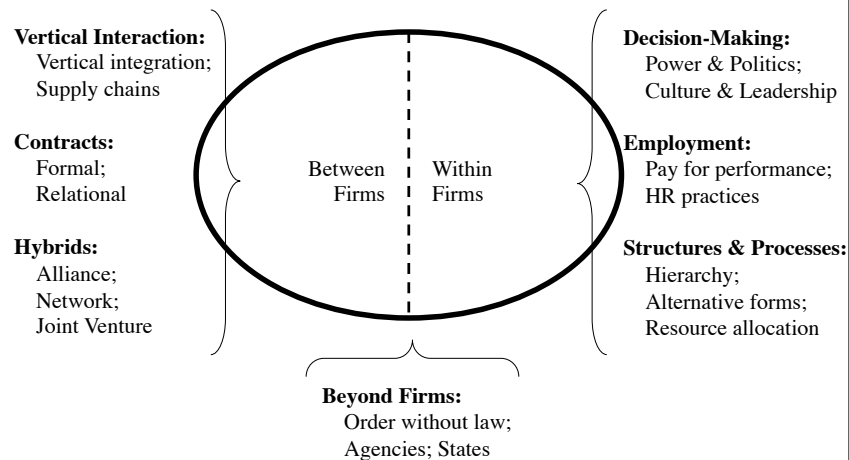 Vertical Interaction:
Vertical integration;
Supply chains
Contracts:
Formal;
Relational
Hybrids:
Alliance;
Network;
Joint Venture
Between
Firms
Within
Firms
Decision-Making:
Power & Politics;
Culture & Leadership
Employment:
Pay for performance;
HR practices
Structures & Processes:
Hierarchy;
Alternative forms;
Resource allocation
Beyond Firms:
Order without law;
Agencies; States